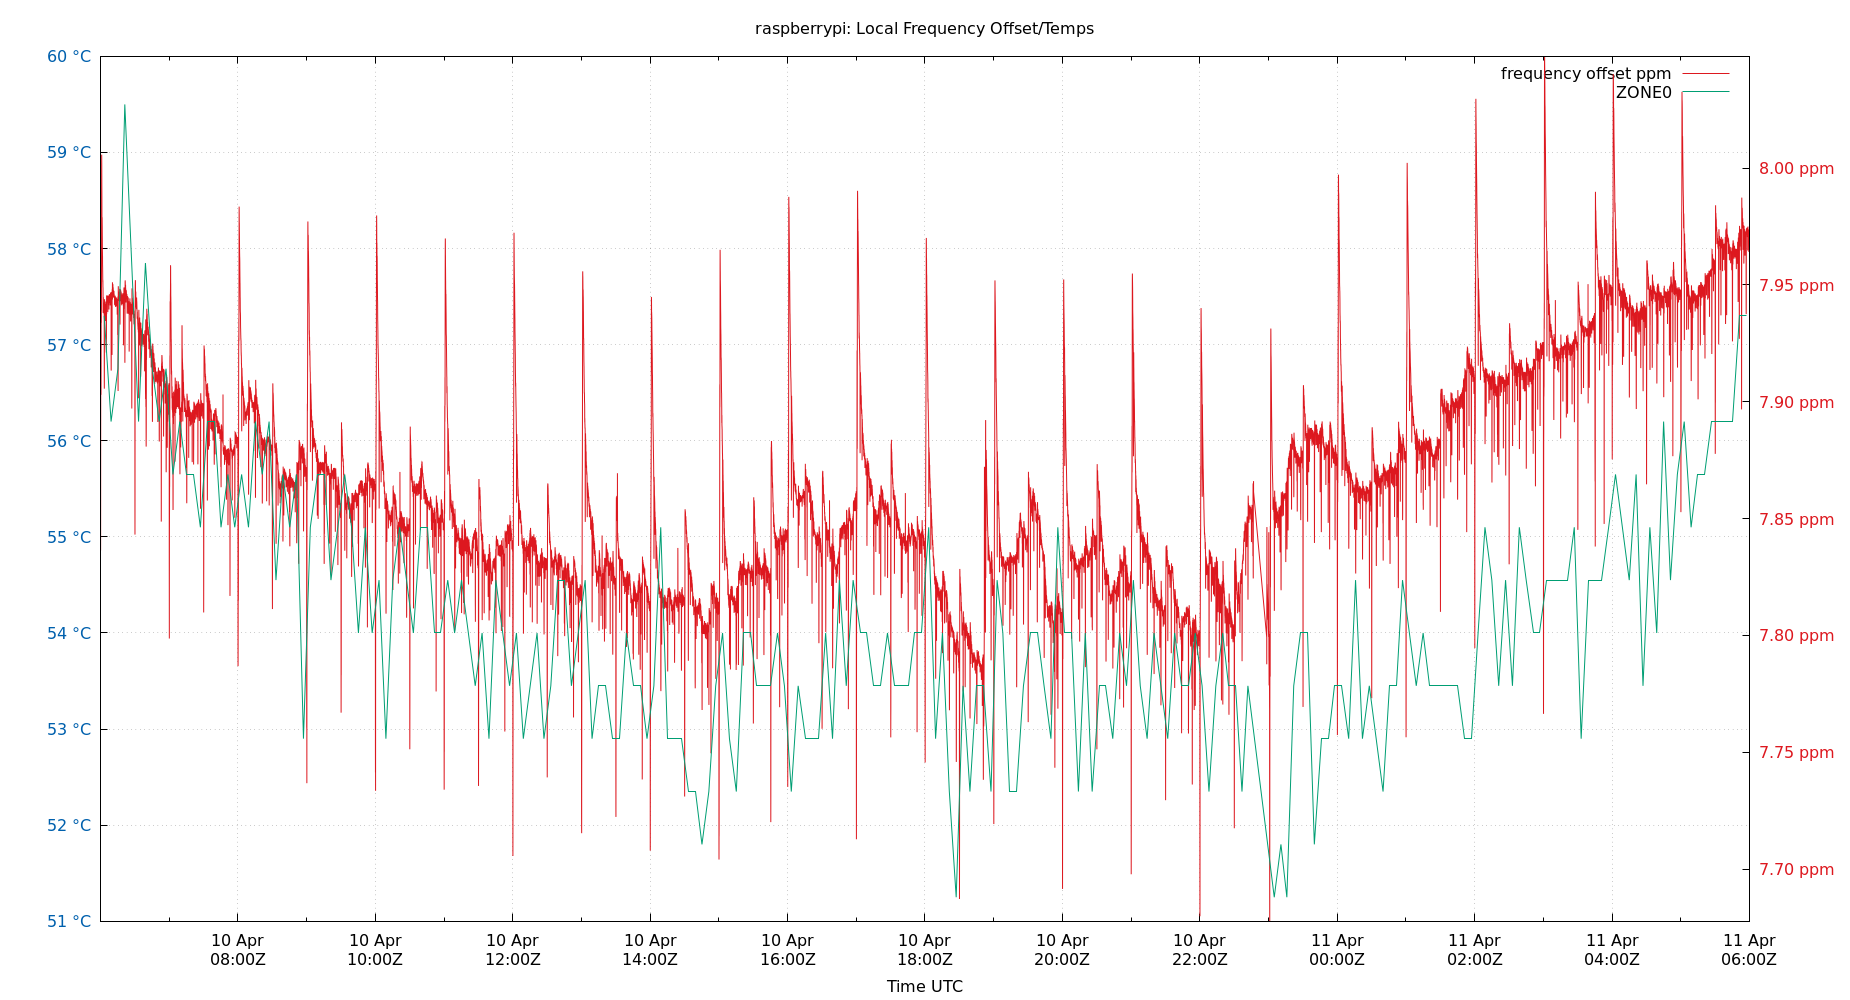 raspberrypi: Local Frequency Offset/Temps
frequency offset ppm
ZONE0
60 °C
59 °C
58 °C
57 °C
56 °C
55 °C
54 °C
53 °C
52 °C
51 °C
8.00 ppm
7.95 ppm
7.90 ppm
7.85 ppm
7.80 ppm
7.75 ppm
7.70 ppm
10 Apr
08:00Z
10 Apr
10:00Z
10 Apr
12:00Z
10 Apr
14:00Z
10 Apr
16:00Z
10 Apr
18:00Z
10 Apr
20:00Z
10 Apr
22:00Z
11 Apr
00:00Z
11 Apr
02:00Z
11 Apr
04:00Z
11 Apr
06:00Z
Time UTC